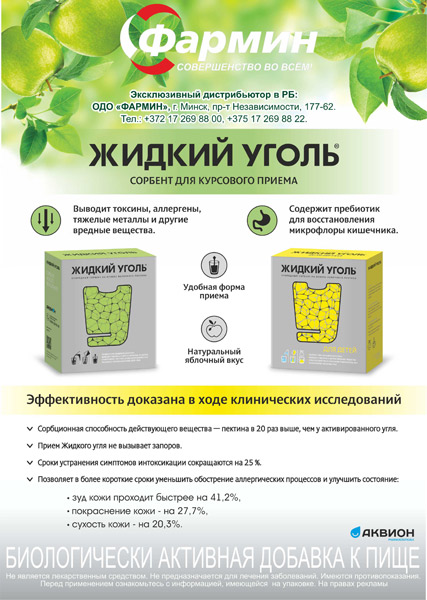 Фармин
СОВЕРШЕНСТВО ВО ВСЁМ!
Эксклюзивный дистрибьютор в РБ:
ОДО «ФАРМИН», г. Минск, пр-т Независимости, 177-62.
Тел.: +372 17 269 88 00, +375 17 269 88 22.
ЖИДКИЙ УГОЛЬ®
СОРБЕНТ ДЛЯ КУРСОВОГО ПРИЕМА
Выводит токсины, аллергены,
тяжелые металлы и другие
вредные вещества.
Содержит пребиотик
для восстановления
микрофлоры кишечника.
ЖИДКИЙ УГОЛЬ
Удобная форма
приема
Натуральный
яблочный вкус
ЖИДКИЙ УГОЛЬ
ДЛЯ ДЕТЕЙ
Эффективность доказана в ходе клинических исследований
Сорбционная способность действующего вещества — пектина в 20 раз выше, чем у активированного угля.
Прием Жидкого угля не вызывает запоров.
Сроки устранения симптомов интоксикации сокращаются на 25 %.
Позволяет в более короткие сроки уменьшить обострение аллергических процессов и улучшить состояние:
· зуд кожи проходит быстрее на 41,2%,
· покраснение кожи - на 27,7%,
· сухость кожи - на 20,3%.
АКВИОН
БИОЛОГИЧЕСКИ АКТИВНАЯ ДОБАВКА К ПИЩЕ
Не является лекарственным средством. Не предназначается для лечения заболеваний. Имеются противопоказания.
Перед применением ознакомьтесь с информацией, имеющейся на упаковке. На правах рекламы